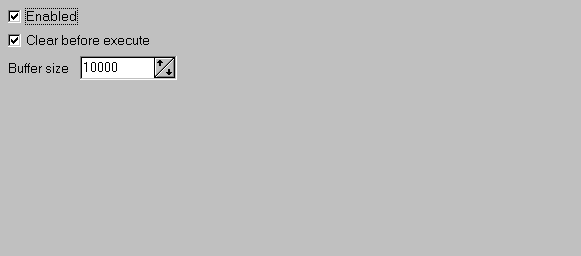 Enabled
Clear before execute
Buffer size 10000